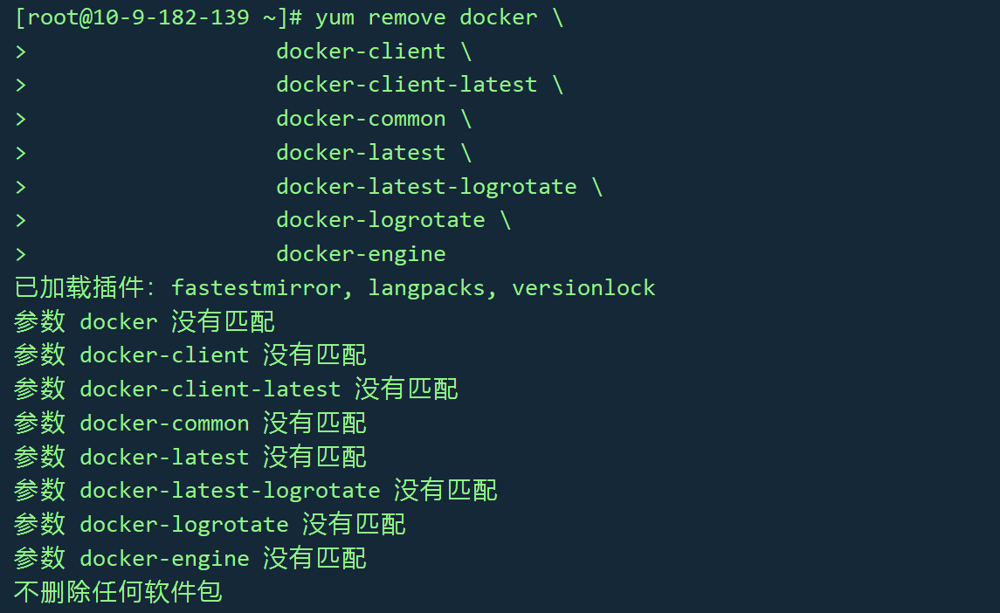 [root@10-9-182-139 ~]# yum remove docker \
>                   docker-client \
>                   docker-client-latest \
>                   docker-common \
>                   docker-latest \
>                   docker-latest-logrotate \
>                   docker-logrotate \
>                   docker-engine
已加载插件：fastestmirror, langpacks, versionlock
参数 docker 没有匹配
参数 docker-client 没有匹配
参数 docker-client-latest 没有匹配
参数 docker-common 没有匹配
参数 docker-latest 没有匹配
参数 docker-latest-logrotate 没有匹配
参数 docker-logrotate 没有匹配
参数 docker-engine 没有匹配
不删除任何软件包